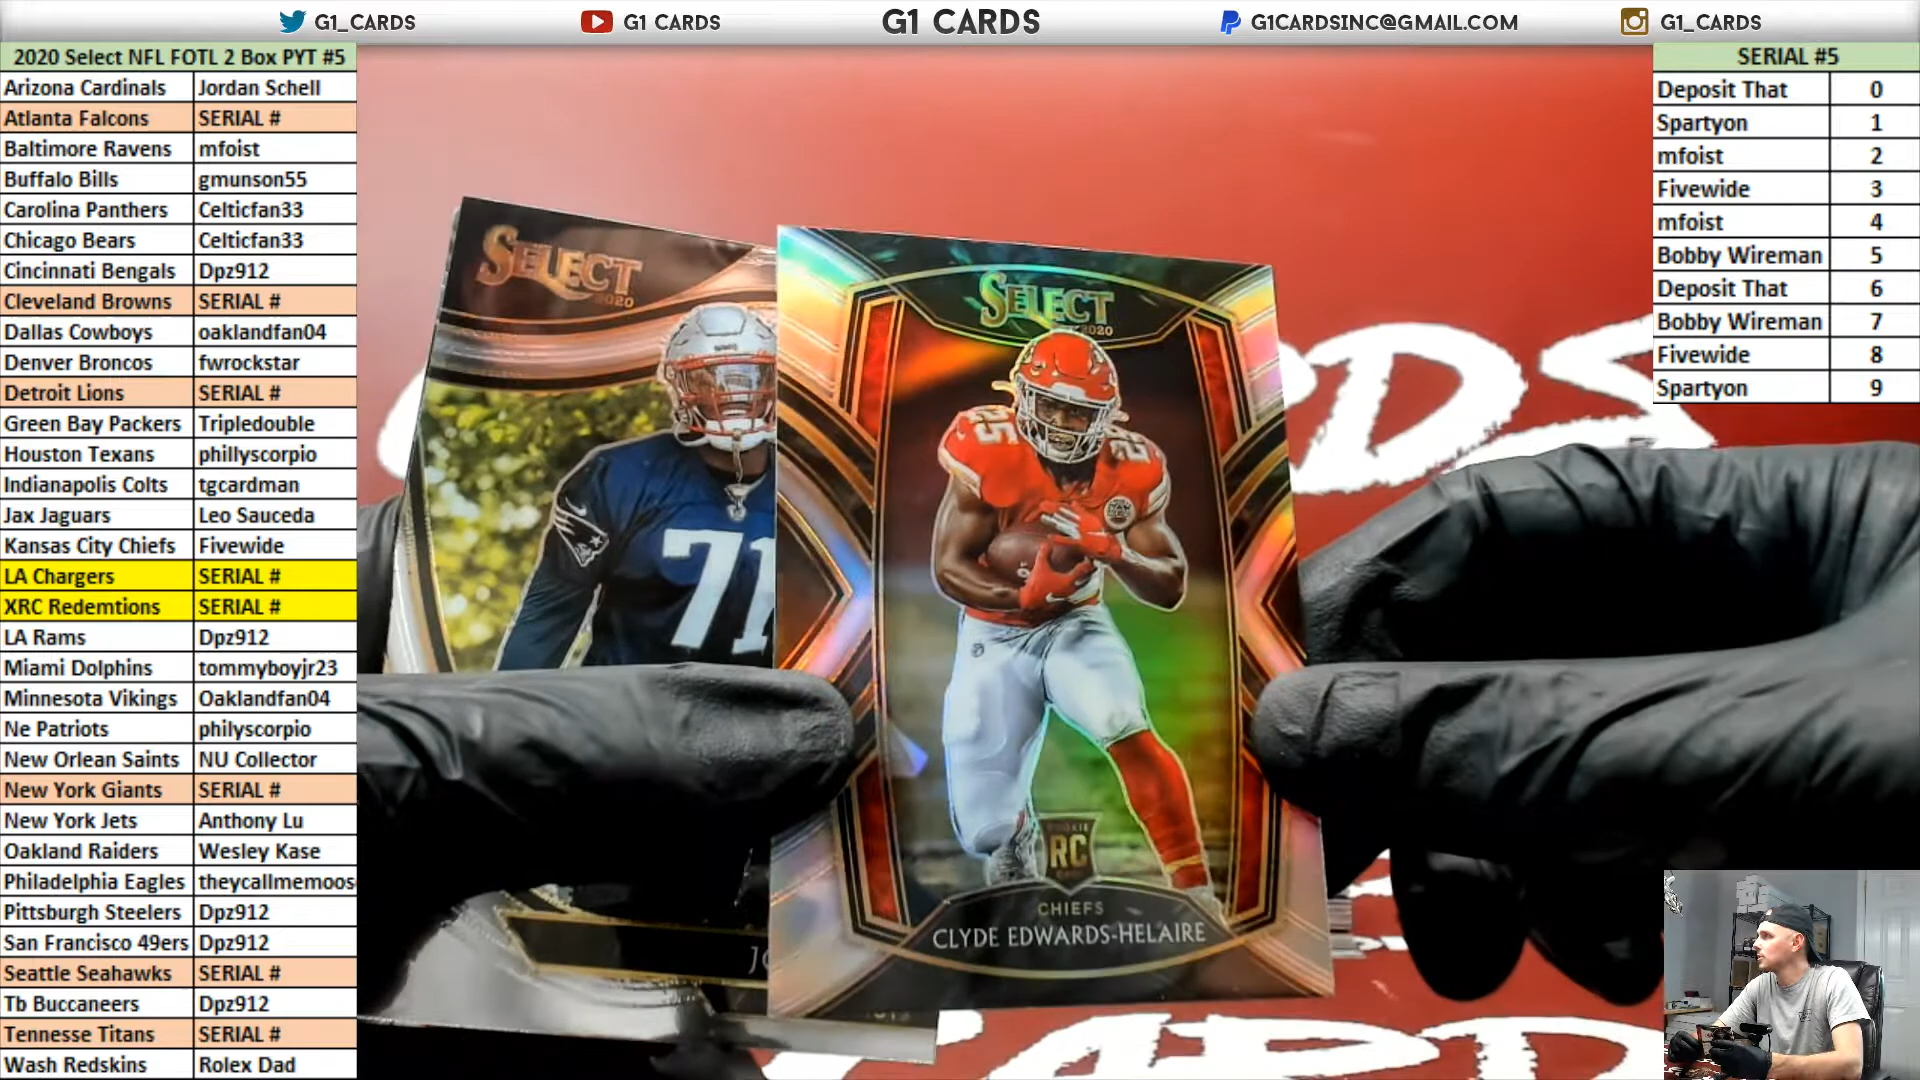 G1_CARDS
G1 CARDS
G1 CARDS
G1CARDSINC@GMAIL.COM
G1_CARDS
2020 Select NFL FOTL 2 Box PYT #5
Arizona Cardinals Jordan Schell
Atlanta Falcons SERIAL #
Baltimore Ravens mfoist
Buffalo Bills gmunson55
Carolina Panthers Celticfan33
Chicago Bears Celticfan33
Cincinnati Bengals Dpz912
Cleveland Browns SERIAL #
Dallas Cowboys oaklandfan04
Denver Broncos fwrockstar
Detroit Lions SERIAL #
Green Bay Packers Tripledouble
Houston Texans phillyscorpio
Indianapolis Colts tgcardman
Jax Jaguars Leo Sauceda
Kansas City Chiefs Fivewide
LA Chargers SERIAL #
XRC Redemtions SERIAL #
LA Rams Dpz912
Miami Dolphins tommyboyjr23
Minnesota Vikings Oaklandfan04
Ne Patriots philyscorpio
New Orlean Saints NU Collector
New York Giants SERIAL #
New York Jets Anthony Lu
Oakland Raiders Wesley Kase
Philadelphia Eagles theycallmemoos
Pittsburgh Steelers Dpz912
San Francisco 49ers Dpz912
Seattle Seahawks SERIAL #
Tb Buccaneers Dpz912
Tennesse Titans SERIAL #
Wash Redskins Rolex Dad
SERIAL #5
Deposit That 0
Spartyon 1
mfoist 2
Fivewide 3
mfoist 4
Bobby Wireman 5
Deposit That 6
Bobby Wireman 7
Fivewide 8
Spartyon 9
SELECT
2020
71
SELECT
2020
25
25
ROOKIE
RC
CARD
CHIEFS
CLYDE EDWARDS-HELAIRE